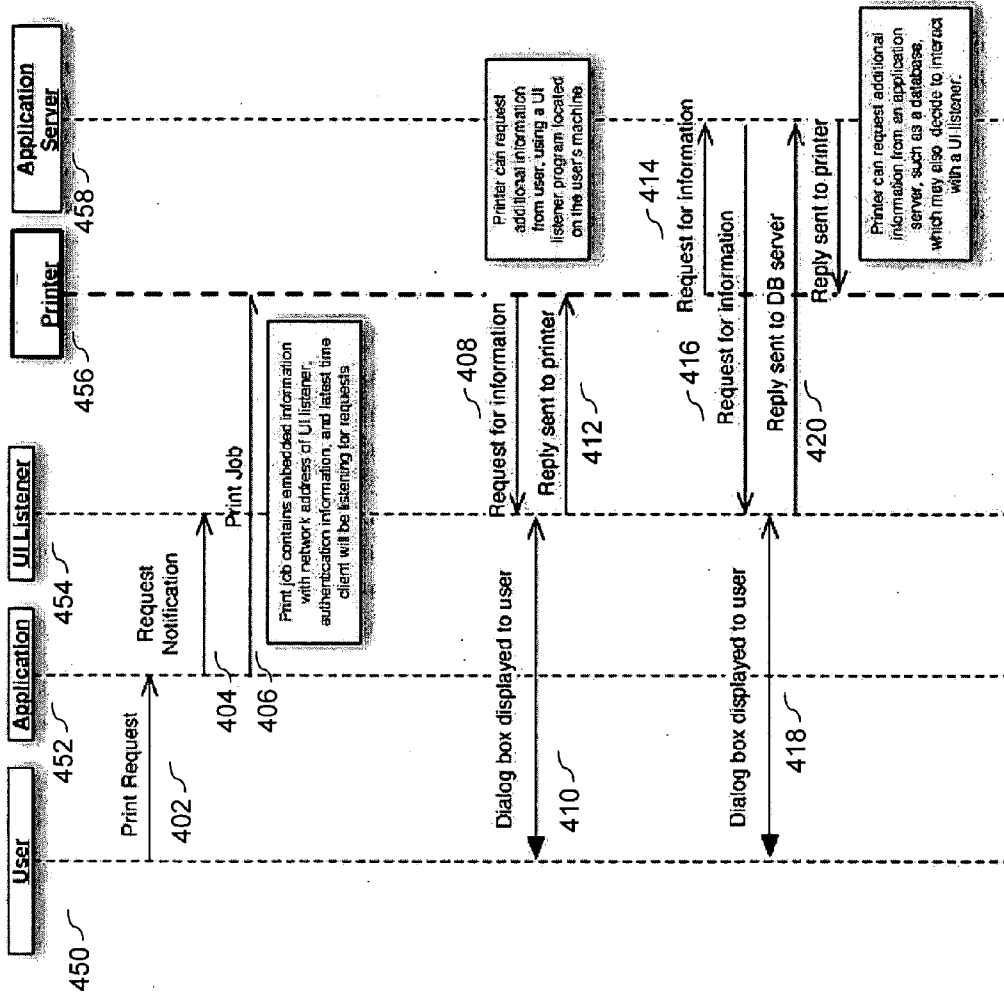 User
Application
UI Listener
Printer
Application
Server
450
452
454
456
458
Print Request
402
Request
Notification
404
Print Job
406
Print job contains embedded information
with network address of UI listener,
authentication information, and latest time
client will be listening for requests
Printer can request
additional information
from user, using a UI
listener program located
on the user's machine.
408
Request for information
Dialog box displayed to user
410
Reply sent to printer
412
414
Request for information
416
Request for information
Dialog box displayed to user
418
Reply sent to DB server
420
Reply sent to printer
Printer can request additional
information from an application
server, such as a database,
which may also decide to interact
with a UI listener.